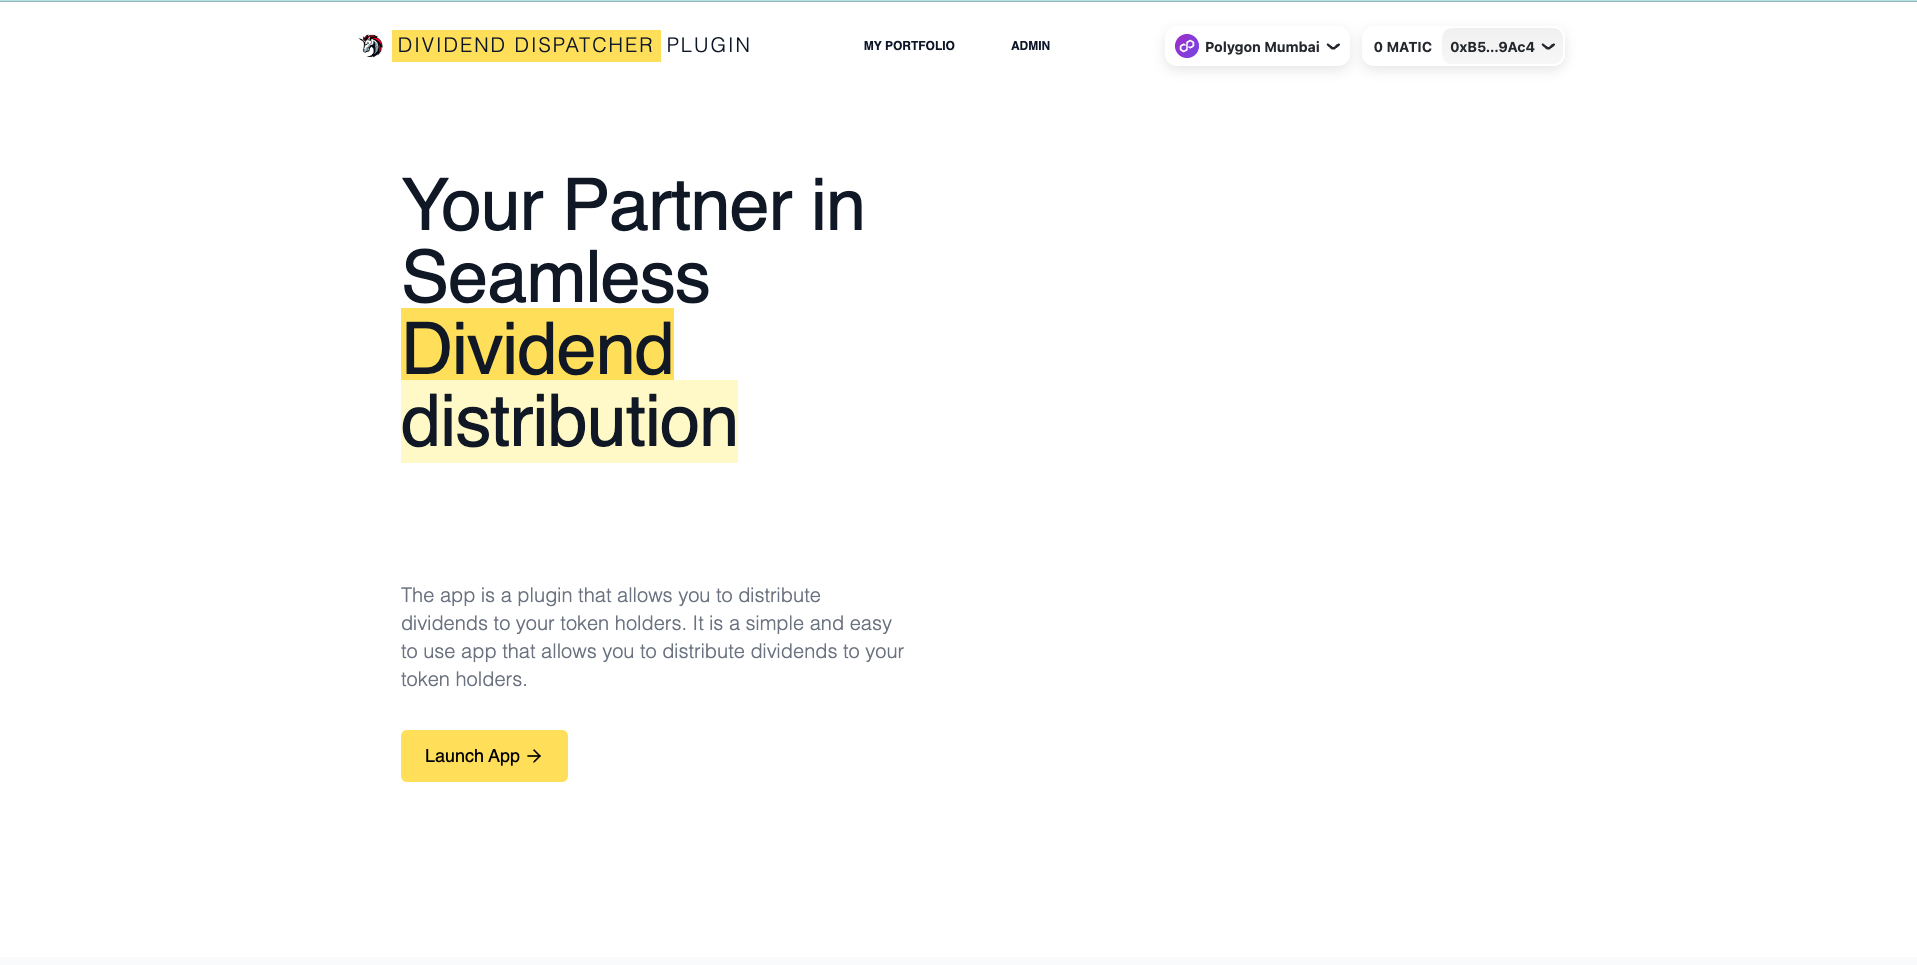 DIVIDEND DISPATCHER PLUGIN
MY PORTFOLIO
ADMIN
Polygon Mumbai
0 MATIC
0xB5...9Ac4
Your Partner in
Seamless
Dividend
distribution
The app is a plugin that allows you to distribute
dividends to your token holders. It is a simple and easy
to use app that allows you to distribute dividends to your
token holders.
Launch App →